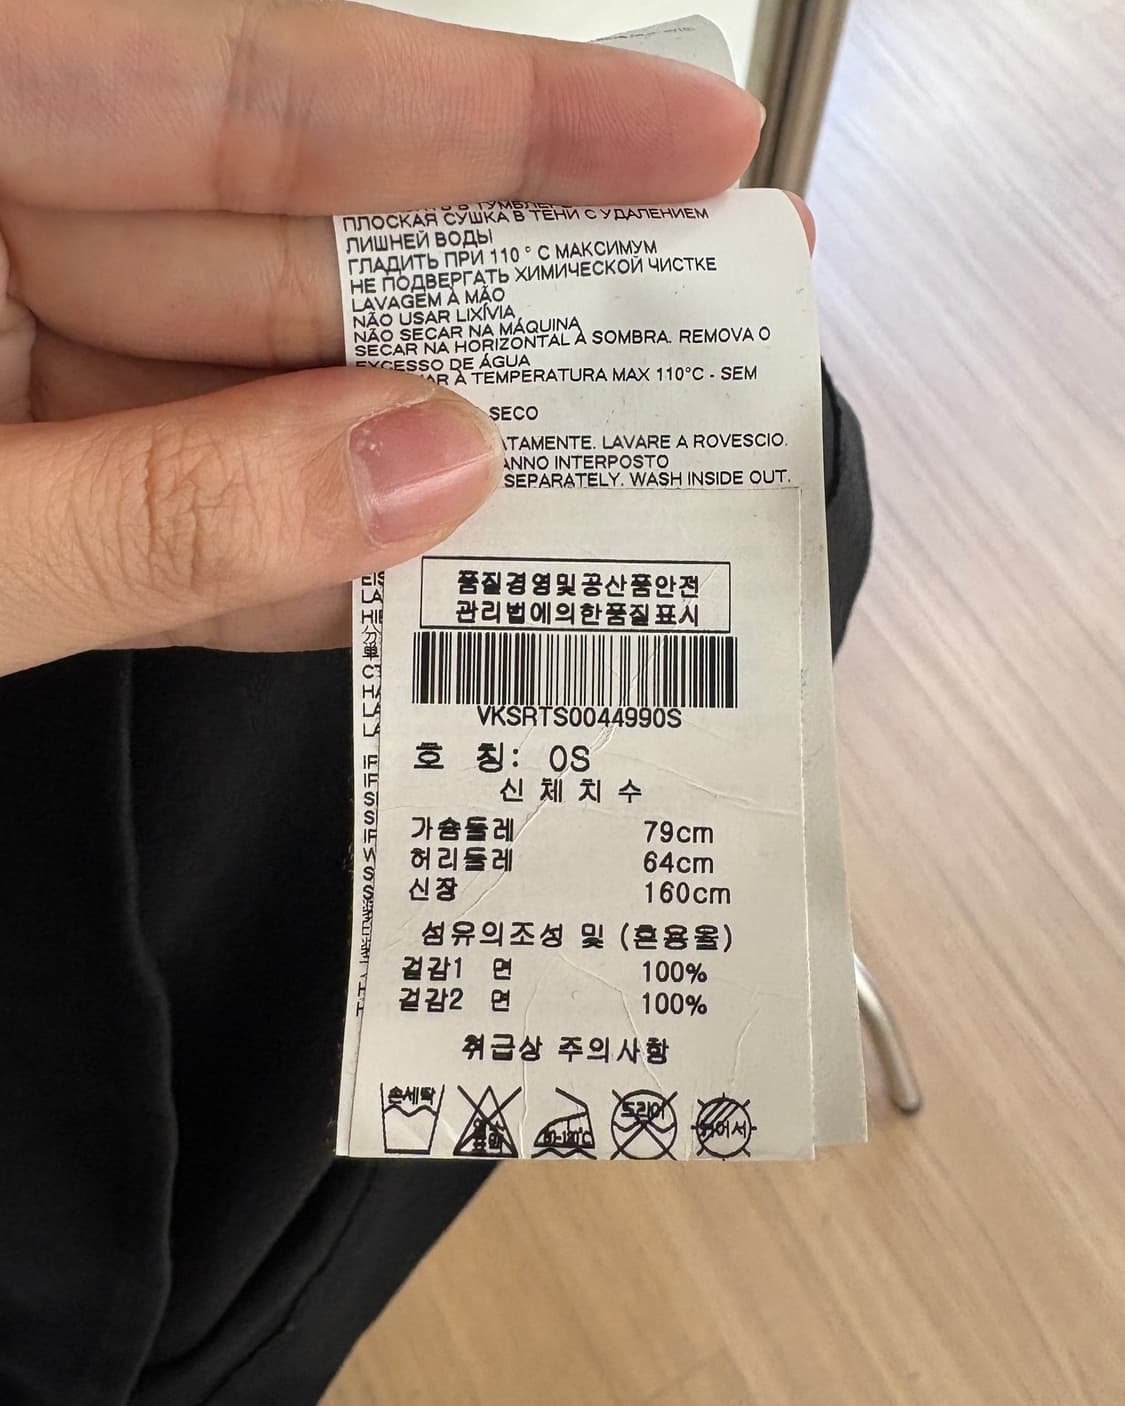 ПЛОСКАЯ СУШКА В ТЕНИ С УДАЛЕНИЕМ
ЛИШНЕЙ ВОДЫ
ГЛАДИТЬ ПРИ 110 ° С МАКСИМУМ
НЕ ПОДВЕРГАТЬ ХИМИЧЕСКОЙ ЧИСТКЕ
LAVAGEM À MÃO
NÃO USAR LIXÍVIA
NÃO SECAR NA MÁQUINA
SECAR NA HORIZONTAL À SOMBRA. REMOVA O
EXCESSO DE ÁGUA
À TEMPERATURA MAX 110°C - SEM
SECO
LAVARE A ROVESCIO.
INTERPOSTO
SEPARATELY. WASH INSIDE OUT.
품질경영및공산품안전
관리법에의한품질표시
VKSRTS0044990S
호 칭: 0S
신 체 치 수
가슴둘레 79cm
허리둘레 64cm
신장 160cm
섬유의조성 및 (혼용율)
겉감1 면 100%
겉감2 면 100%
취급상 주의사항
손세탁
드리이